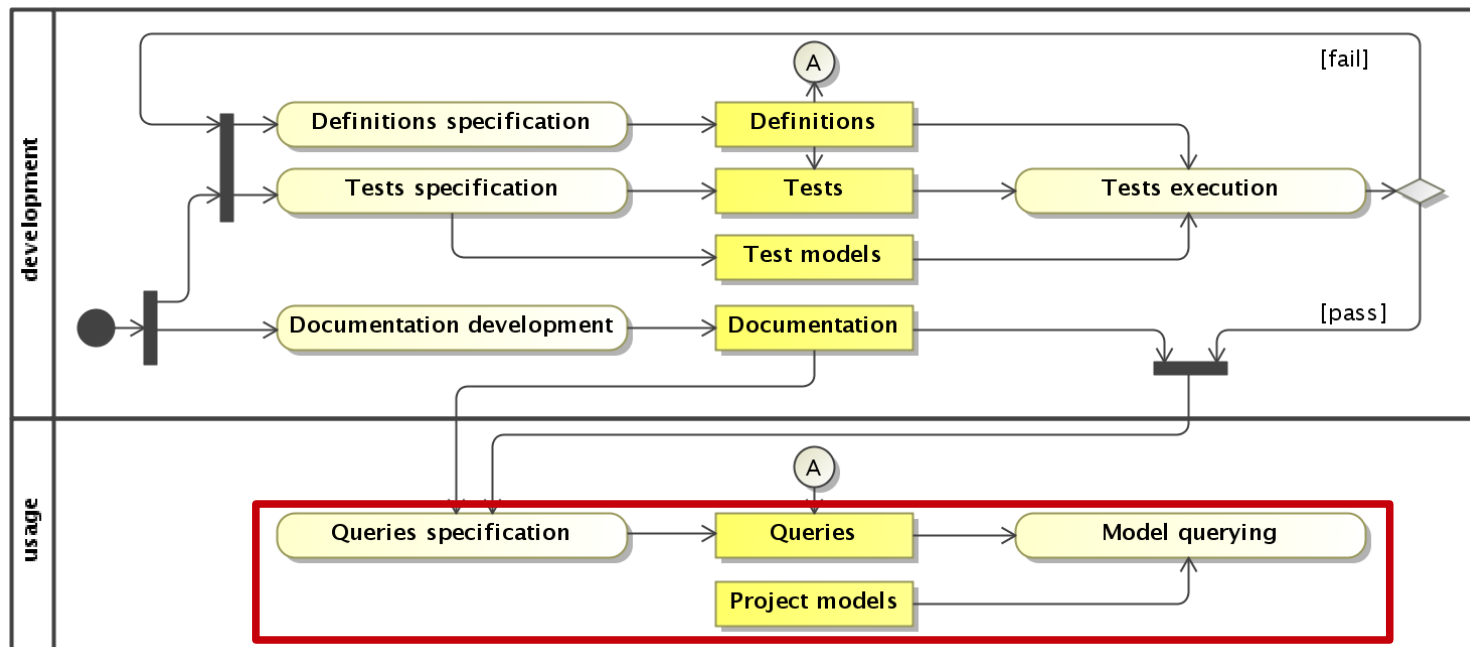 development
A
[fail]
Definitions specification
Definitions
Tests specification
Tests
Tests execution
Test models
Documentation development
Documentation
[pass]
usage
A
Queries specification
Queries
Model querying
Project models